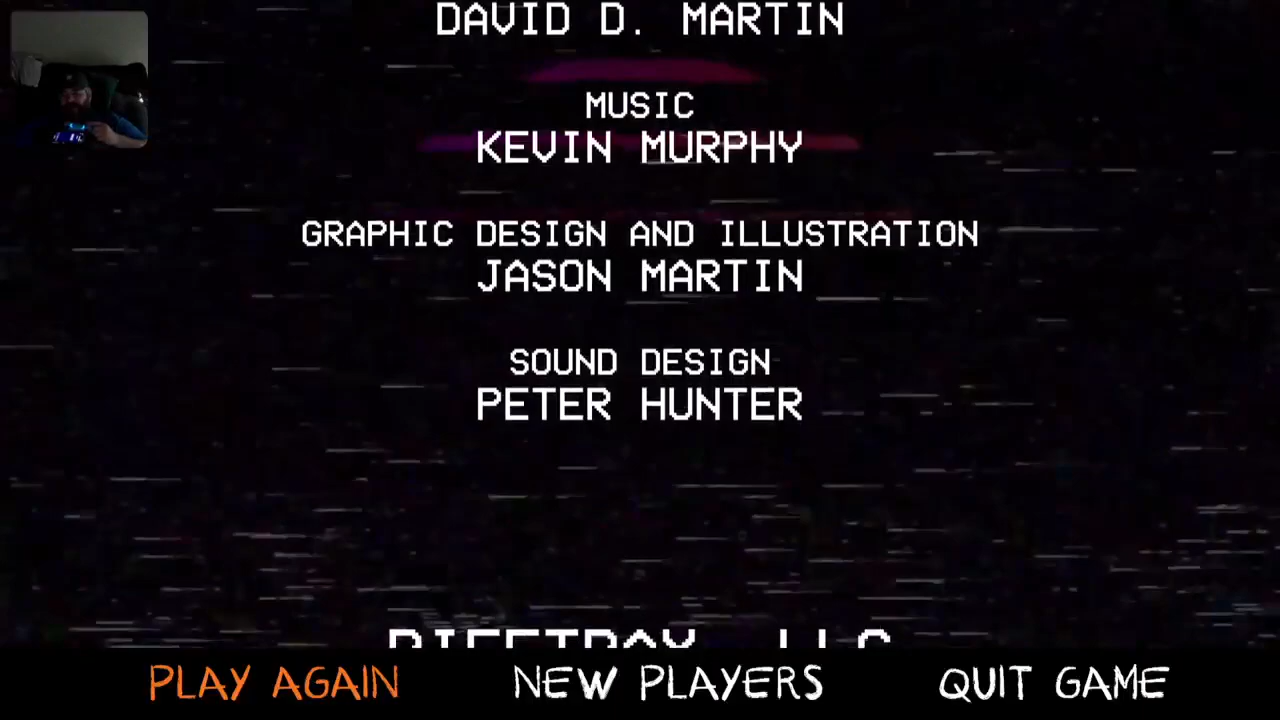 DAVID D. MARTIN
MUSIC
KEVIN MURPHY
GRAPHIC DESIGN AND ILLUSTRATION
JASON MARTIN
SOUND DESIGN
PETER HUNTER
LLC
PLAY AGAIN
NEW PLAYERS
QUIT GAME